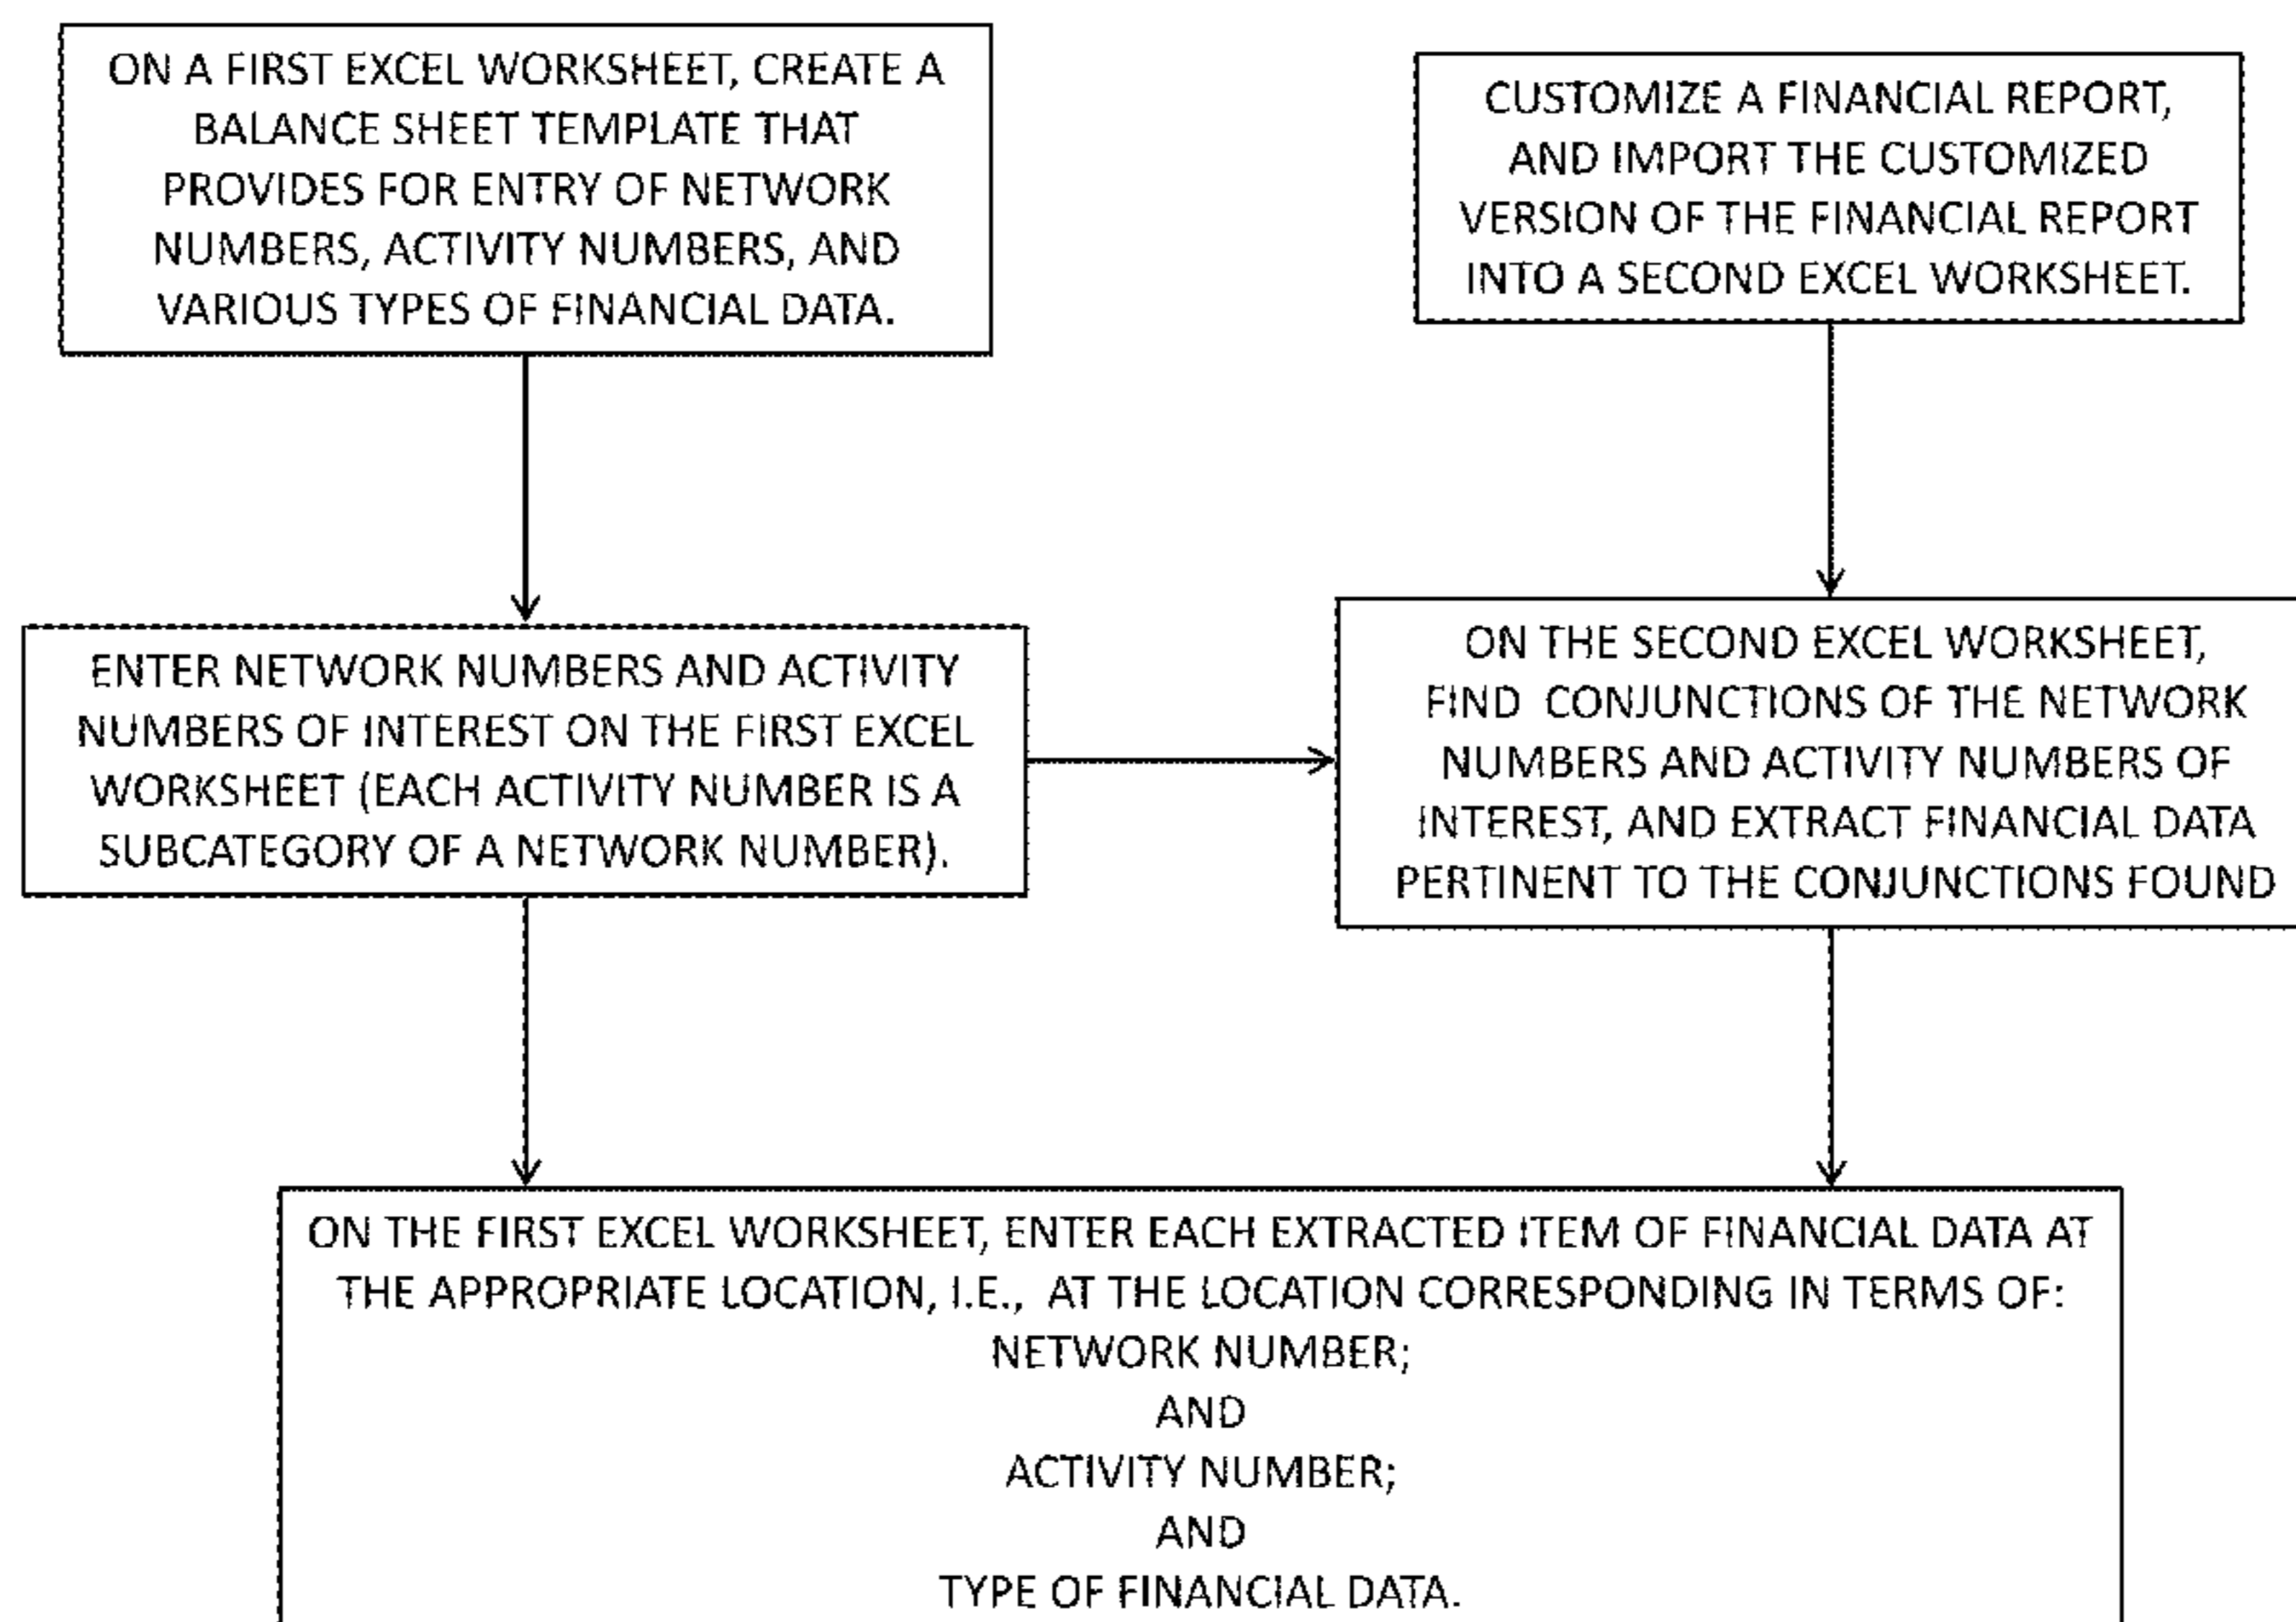 ON A FIRST EXCEL WORKSHEET, CREATE A
BALANCE SHEET TEMPLATE THAT
PROVIDES FOR ENTRY OF NETWORK
NUMBERS, ACTIVITY NUMBERS, AND
VARIOUS TYPES OF FINANCIAL DATA.
CUSTOMIZE A FINANCIAL REPORT,
AND IMPORT THE CUSTOMIZED
VERSION OF THE FINANCIAL REPORT
INTO A SECOND EXCEL WORKSHEET.
ENTER NETWORK NUMBERS AND ACTIVITY
NUMBERS OF INTEREST ON THE FIRST EXCEL
WORKSHEET (EACH ACTIVITY NUMBER IS A
SUBCATEGORY OF A NETWORK NUMBER).
ON THE SECOND EXCEL WORKSHEET,
FIND CONJUNCTIONS OF THE NETWORK
NUMBERS AND ACTIVITY NUMBERS OF
INTEREST, AND EXTRACT FINANCIAL DATA
PERTINENT TO THE CONJUNCTIONS FOUND
ON THE FIRST EXCEL WORKSHEET, ENTER EACH EXTRACTED ITEM OF FINANCIAL DATA AT
THE APPROPRIATE LOCATION, I.E., AT THE LOCATION CORRESPONDING IN TERMS OF:
NETWORK NUMBER;
AND
ACTIVITY NUMBER;
AND
TYPE OF FINANCIAL DATA.